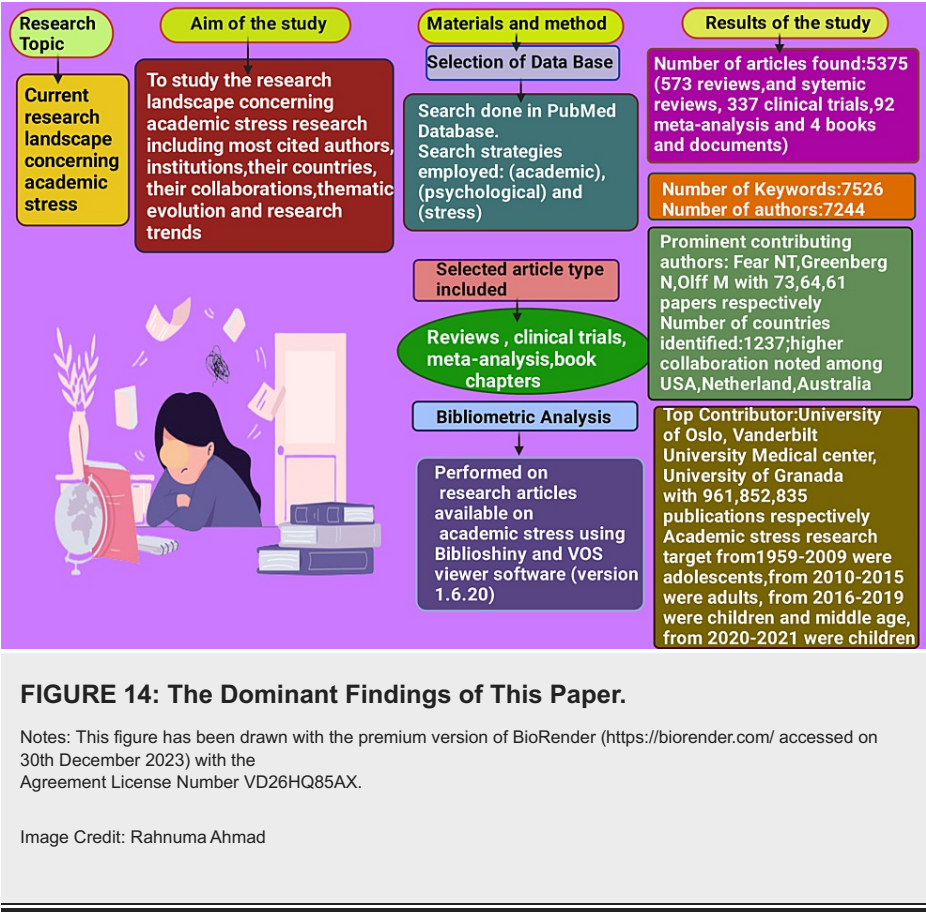 Research
Topic
Current
research
landscape
concerning
academic
stress
Aim of the study
To study the research
landscape concerning
academic stress research
including most cited authors,
institutions,their countries,
their collaborations,thematic
evolution and research
trends
Materials and method
Selection of Data Base
Search done in PubMed
Database.
Search strategies
employed: (academic),
(psychological) and
(stress)
Selected article type
included
Reviews , clinical trials,
meta-analysis,book
chapters
Bibliometric Analysis
Performed on
research articles
available on
academic stress using
Biblioshiny and VOS
viewer software (version
1.6.20)
Results of the study
Number of articles found:5375
(573 reviews,and sytemic
reviews, 337 clinical trials,92
meta-analysis and 4 books
and documents)
Number of Keywords:7526
Number of authors:7244
Prominent contributing
authors: Fear NT,Greenberg
N,Olff M with 73,64,61
papers respectively
Number of countries
identified:1237;higher
collaboration noted among
USA,Netherland,Australia
Top Contributor:University
of Oslo, Vanderbilt
University Medical center,
University of Granada
with 961,852,835
publications respectively
Academic stress research
target from1959-2009 were
adolescents,from 2010-2015
were adults, from 2016-2019
were children and middle age,
from 2020-2021 were children
FIGURE 14: The Dominant Findings of This Paper.
Notes: This figure has been drawn with the premium version of BioRender (https://biorender.com/ accessed on
30th December 2023) with the
Agreement License Number VD26HQ85AX.
Image Credit: Rahnuma Ahmad